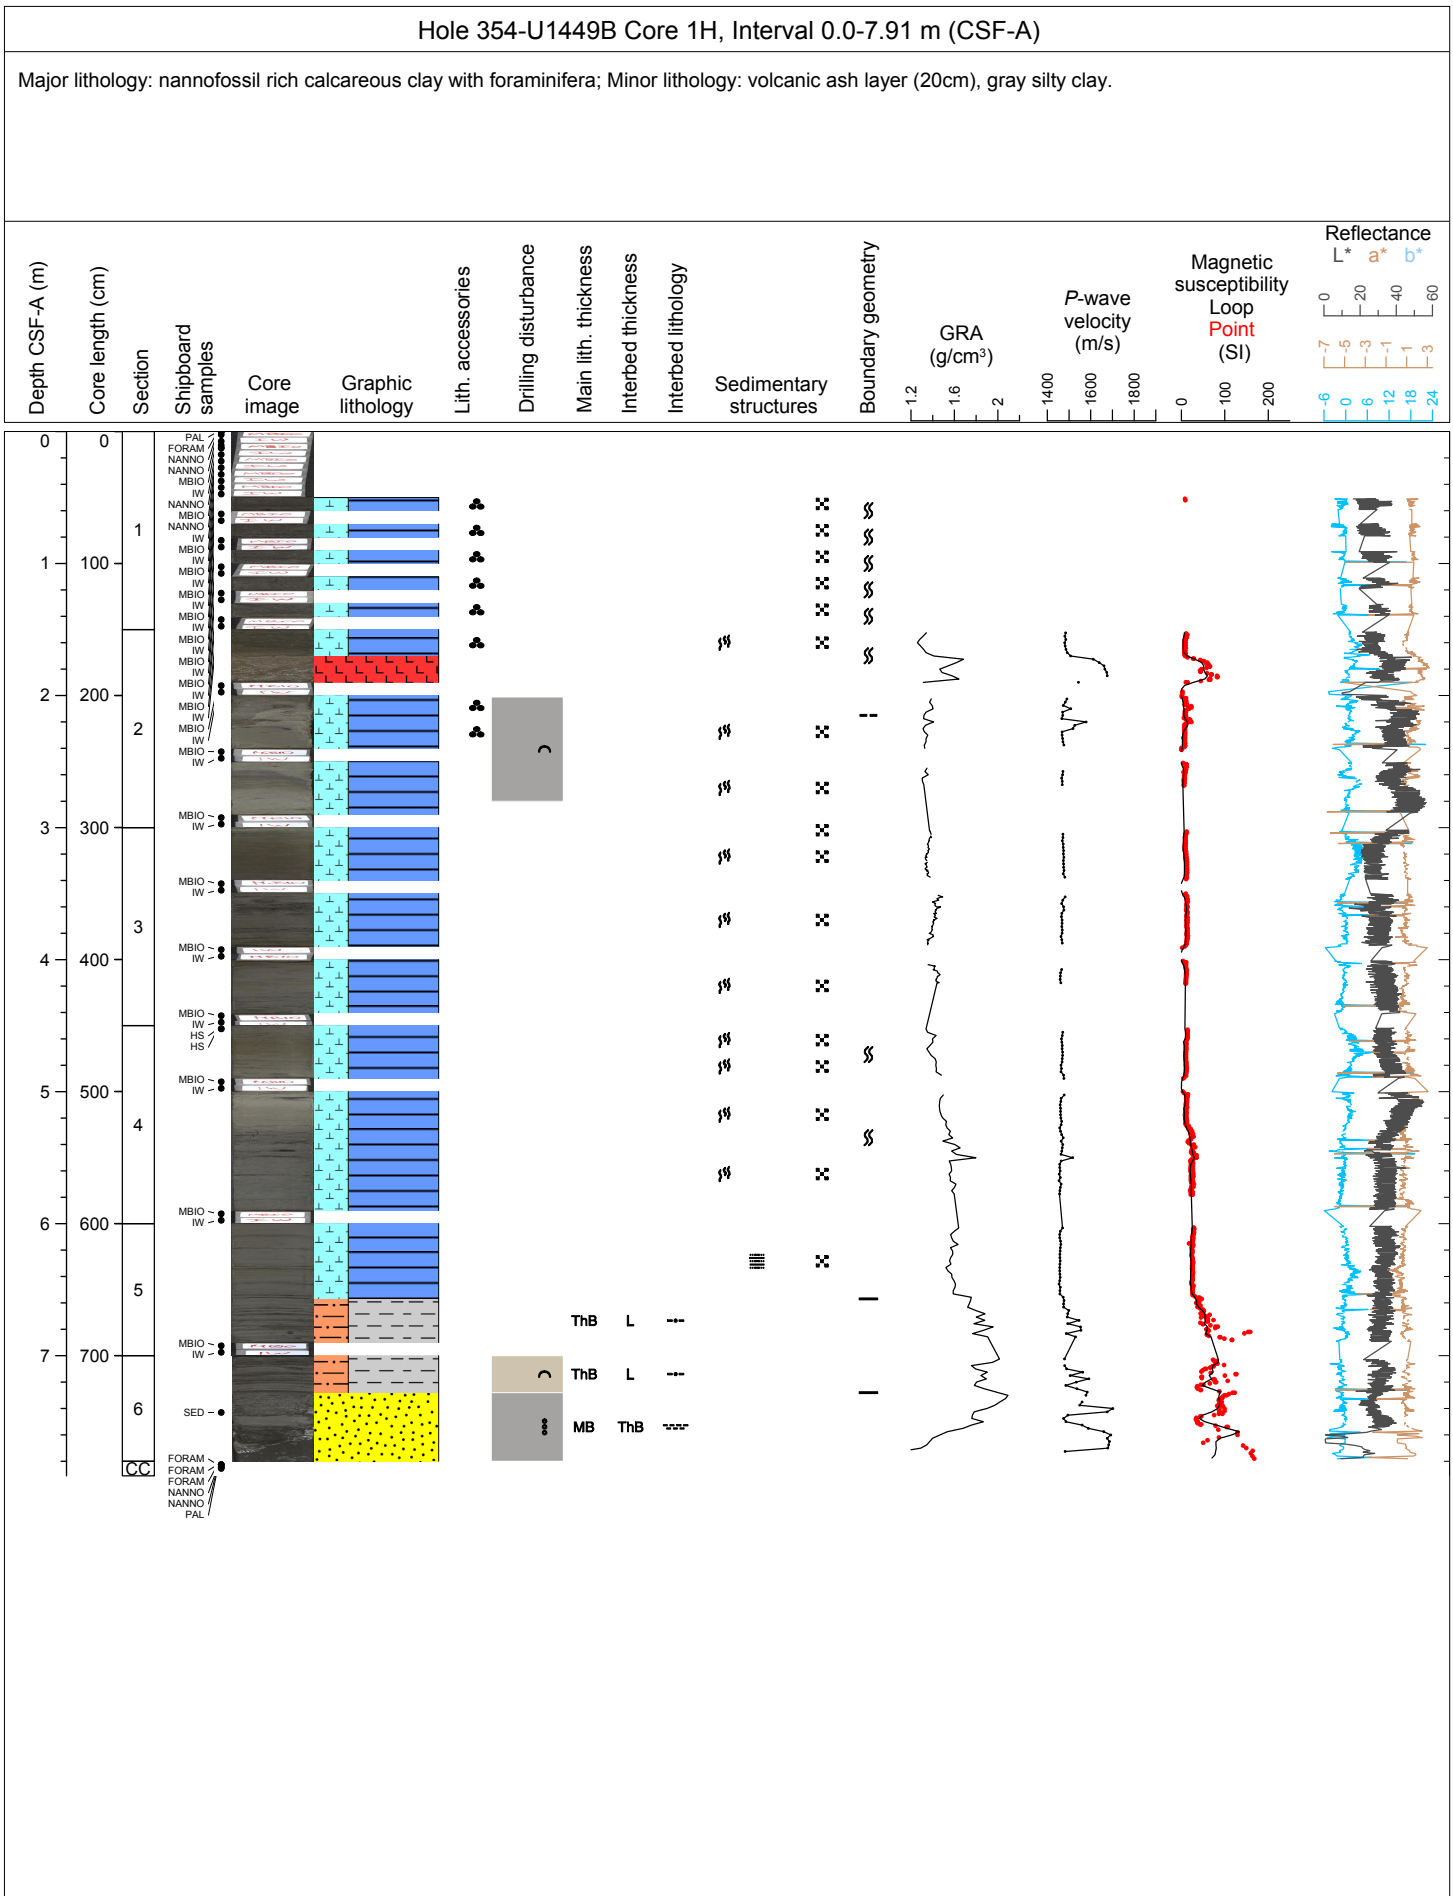 Hole 354-U1449B Core 1H, Interval 0.0-7.91 m (CSF-A)
Major lithology: nannofossil rich calcareous clay with foraminifera; Minor lithology: volcanic ash layer (20cm), gray silty clay.
Depth CSF-A (m)
Core length (cm)
Section
Shipboard
samples
Core
image
Graphic
lithology
Lith. accessories
Drilling disturbance
Main lith. thickness
Interbed thickness
Interbed lithology
Sedimentary
structures
Boundary geometry
GRA
(g/cm³)
1.2 1.6 2
P-wave
velocity
(m/s)
1400 1600 1800
Magnetic
susceptibility
Loop
Point
(SI)
0 100 200
Reflectance
L* a* b*
0 20 40 60
-7 -5 -3 -1 1 3
-6 0 6 12 18 24
0 0
1 100
2 200
3 300
4 400
5 500
6 600
7 700
1
2
3
4
5
6
CC
PAL
FORAM
NANNO
NANNO
MBIO
IW
NANNO
MBIO
NANNO
IW
MBIO
IW
MBIO
IW
MBIO
IW
MBIO
IW
MBIO
IW
MBIO
IW
MBIO
IW
MBIO
IW
MBIO
IW
MBIO
IW
MBIO
IW
MBIO
IW
MBIO
IW
MBIO
IW
HS
HS
MBIO
IW
MBIO
IW
MBIO
IW
SED
FORAM
FORAM
FORAM
NANNO
NANNO
PAL
ThB L
ThB L
MB ThB